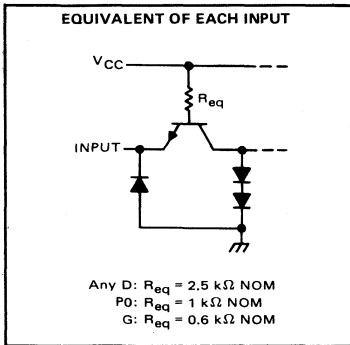 EQUIVALENT OF EACH INPUT
VCC
Req
INPUT
Any D: Req = 2.5 kΩ NOM
P0: Req = 1 kΩ NOM
G: Req = 0.6 kΩ NOM